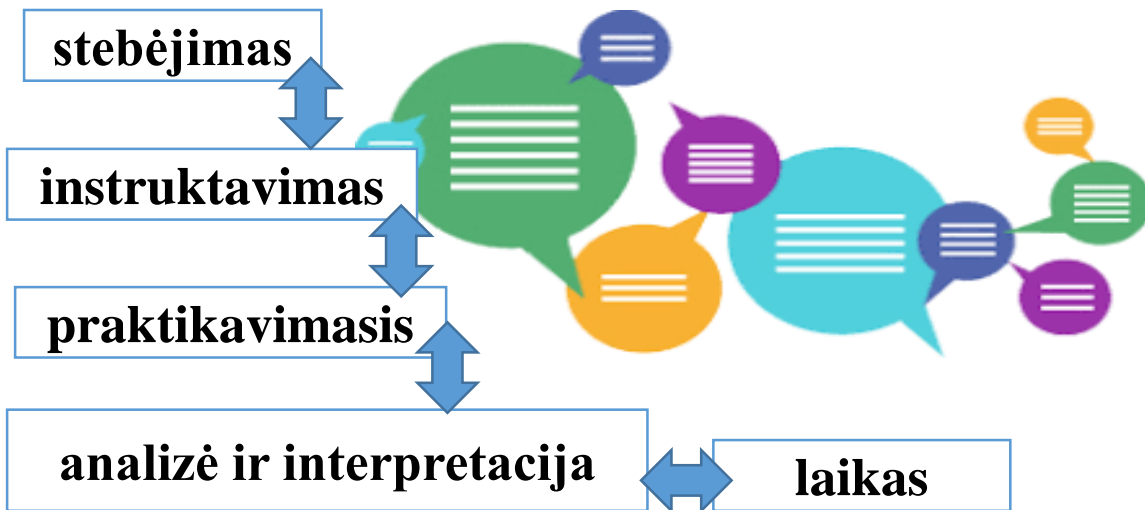 stebėjimas
instruktavimas
praktikavimasis
analizė ir interpretacija
laikas